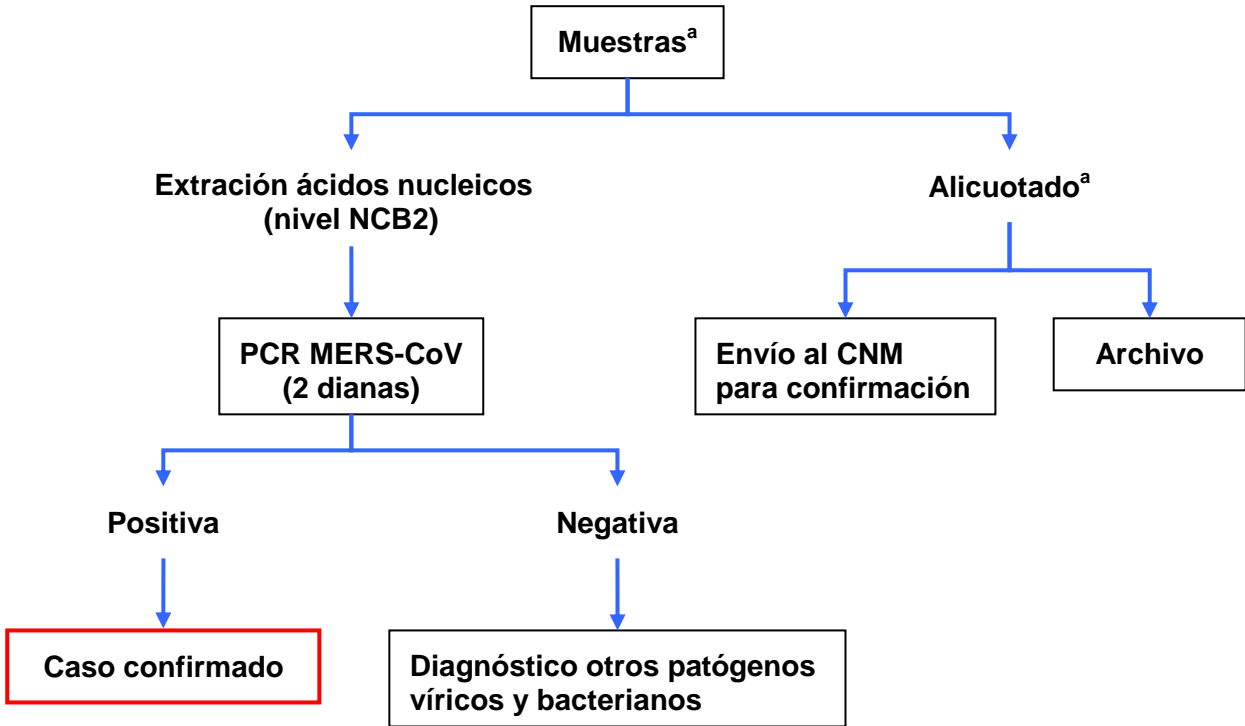 Muestrasᵃ
Extración ácidos nucleicos
(nivel NCB2)
Alicuotadoᵃ
PCR MERS-CoV
(2 dianas)
Envío al CNM
para confirmación
Archivo
Positiva
Negativa
Caso confirmado
Diagnóstico otros patógenos
víricos y bacterianos